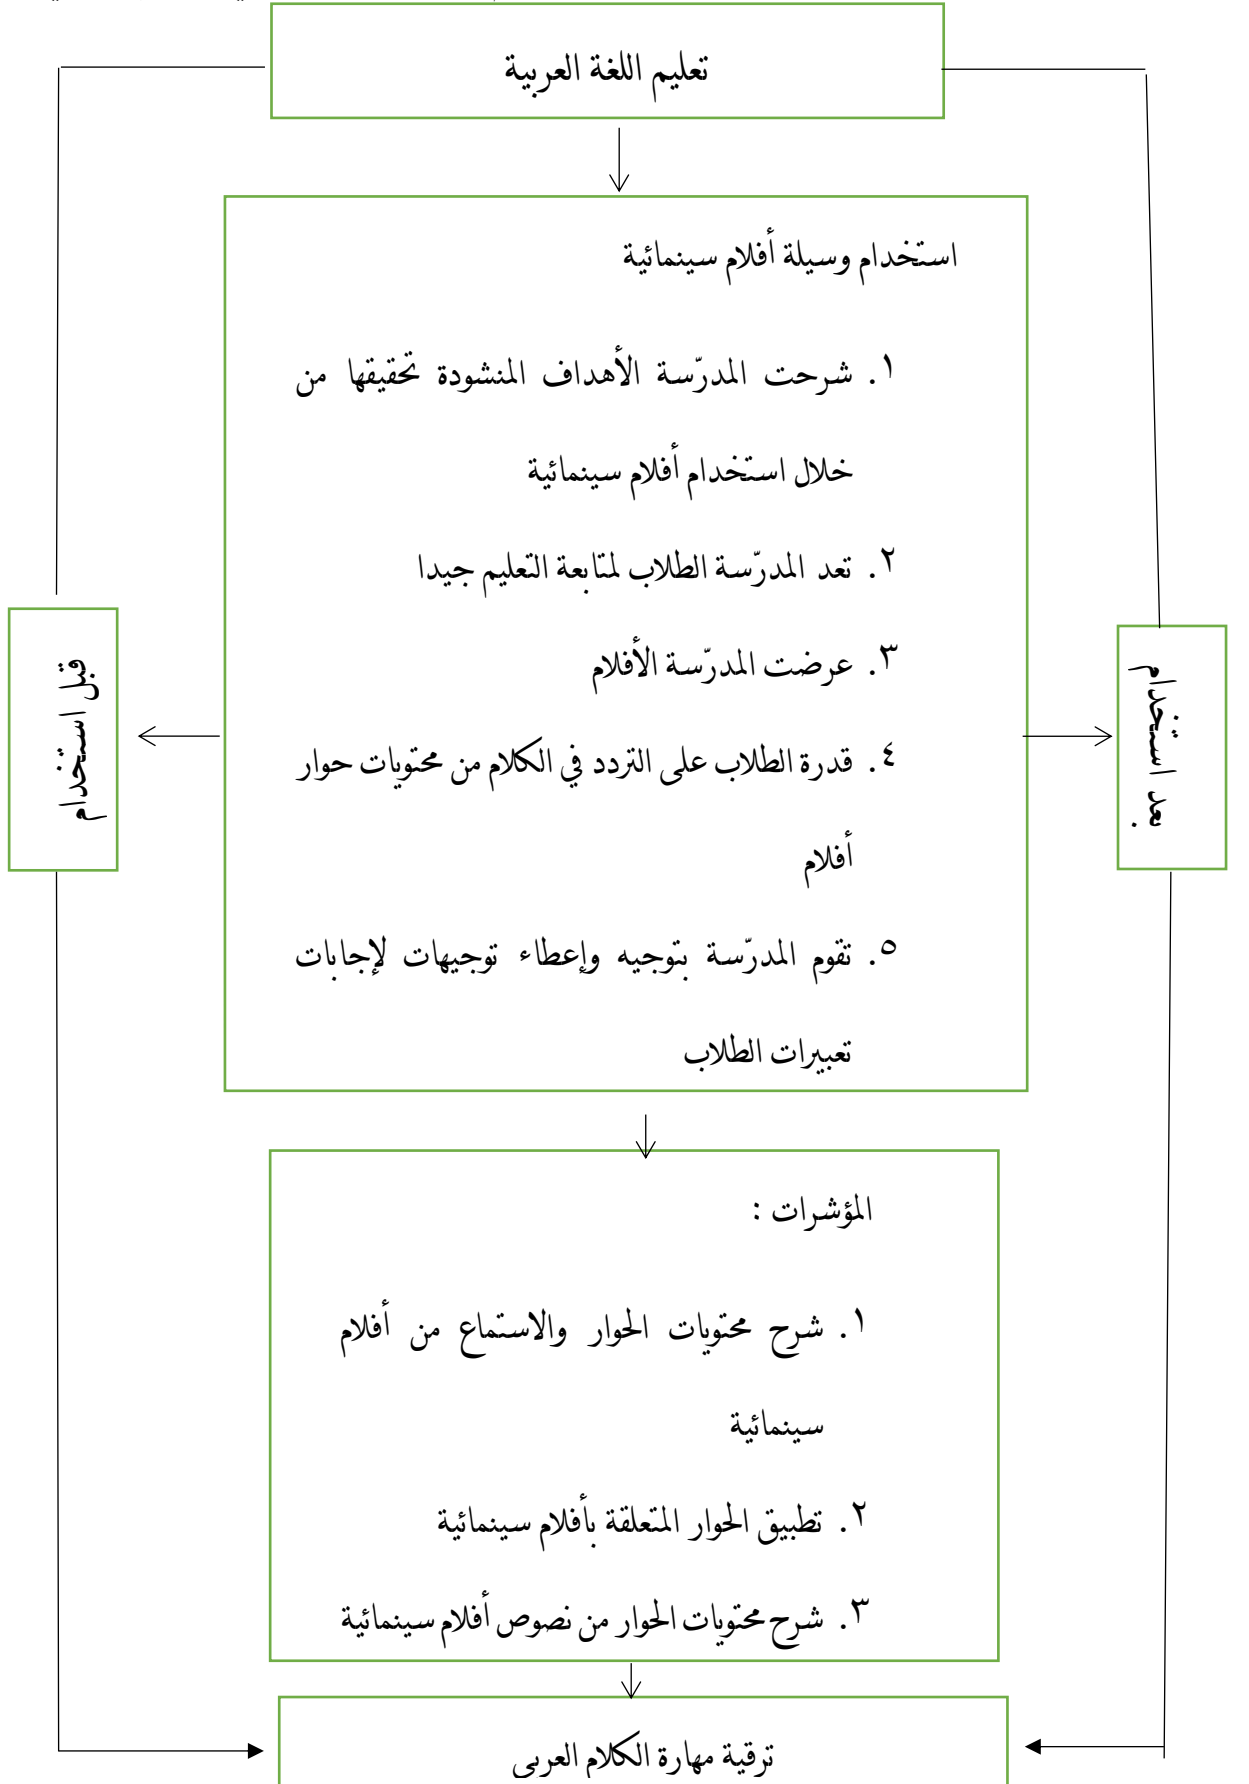 تعليم اللغة العربية
استخدام وسيلة أفلام سينمائية
١. شرحت المدرّسة الأهداف المنشودة تحقيقها من
خلال استخدام أفلام سينمائية
٢. تعد المدرّسة الطلاب لمتابعة التعليم جيدا
٣. عرضت المدرّسة الأفلام
٤. قدرة الطلاب على التردد في الكلام من محتويات حوار
أفلام
٥. تقوم المدرّسة بتوجيه وإعطاء توجيهات لإجابات
تعبيرات الطلاب
بعد استخدام
قبل استخدام
المؤشرات :
١. شرح محتويات الحوار والاستماع من أفلام
سينمائية
٢. تطبيق الحوار المتعلقة بأفلام سينمائية
٣. شرح محتويات الحوار من نصوص أفلام سينمائية
ترقية مهارة الكلام العربي